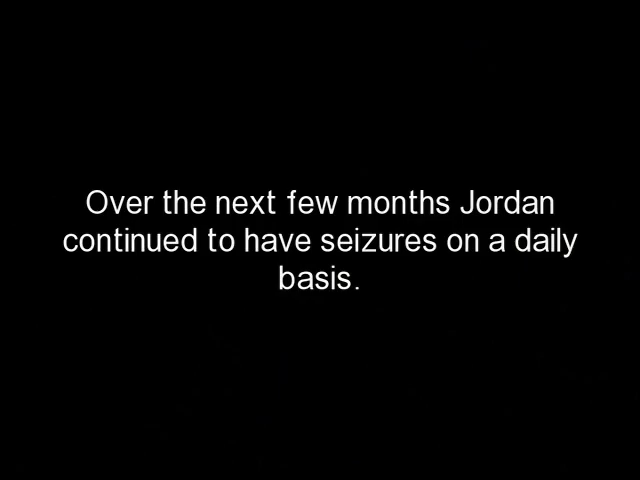 Over the next few months Jordan
continued to have seizures on a daily
basis.